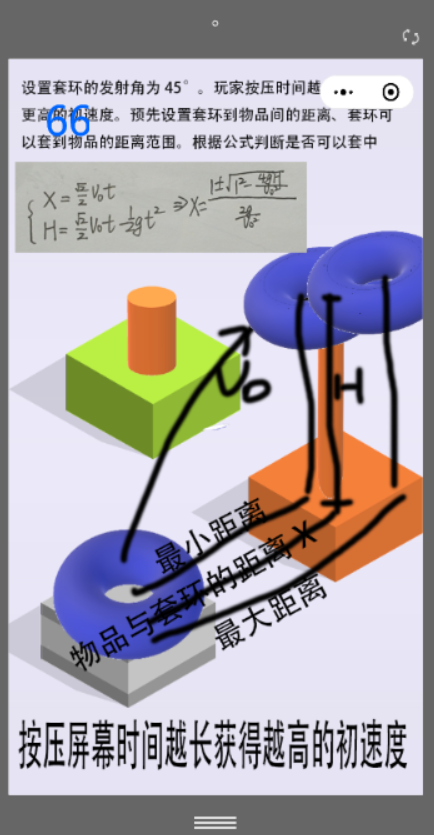 设置套环的发射角为 45°。玩家按压时间越
更高的初速度。预先设置套环到物品间的距离、套环可
66
以套到物品的距离范围。根据公式判断是否可以套中
X = √2/2 V₀t
H = √2/2 V₀t - 1/2 gt²
V₀
H
最小距离
物品与套环的距离 X
最大距离
按压屏幕时间越长获得越高的初速度